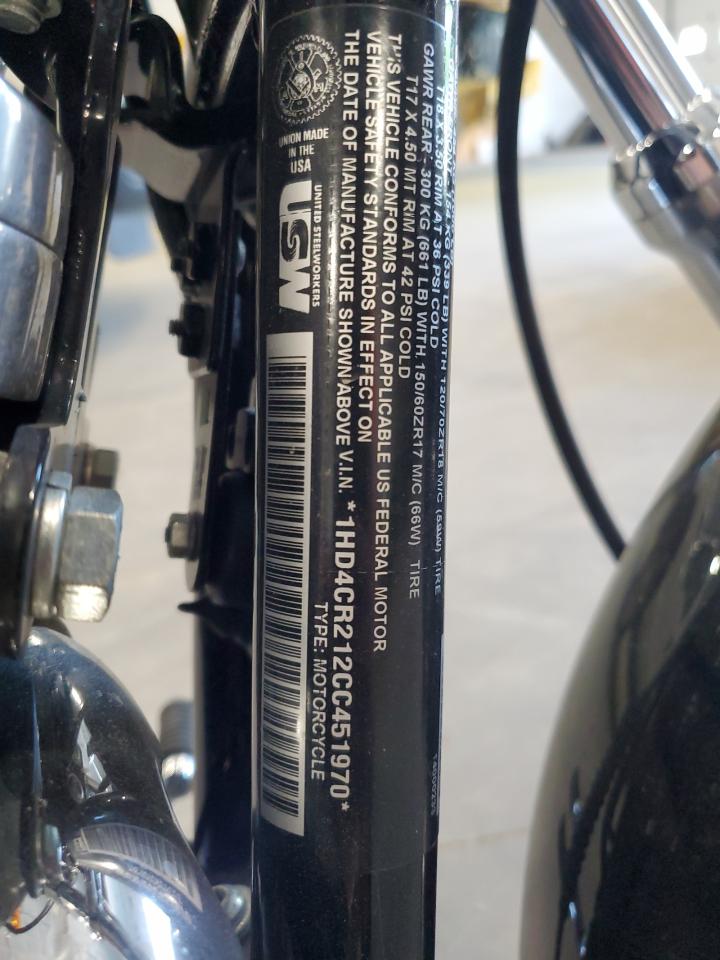 T18 X 3.50 RIM AT 36 PSI COLD
GAWR REAR: 300 KG (661 LB) WITH 150/60ZR17 M/C (66W) TIRE
T17 X 4.50 MT RIM AT 42 PSI COLD
THIS VEHICLE CONFORMS TO ALL APPLICABLE US FEDERAL MOTOR
VEHICLE SAFETY STANDARDS IN EFFECT ON
THE DATE OF MANUFACTURE SHOWN ABOVE V.I.N. *1HD4CR212CC451970*
TYPE: MOTORCYCLE
UNION MADE
IN THE
USA
USW
UNITED STEELWORKERS